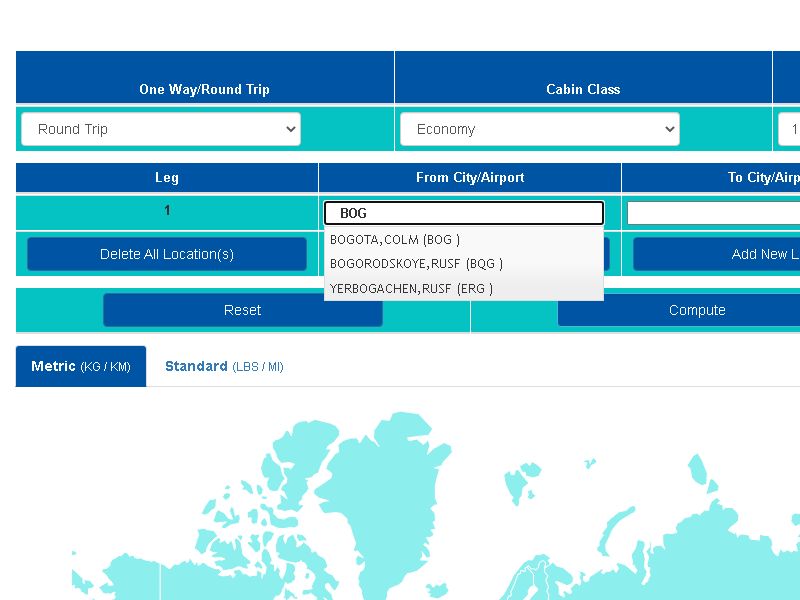 One Way/Round Trip
Cabin Class
Round Trip
Economy
1
Leg
From City/Airport
To City/Airp
1
BOG
BOGOTA,COLM (BOG )
BOGORODSKOYE,RUSF (BQG )
YERBOGACHEN,RUSF (ERG )
Delete All Location(s)
Add New L
Reset
Compute
Metric (KG / KM)
Standard (LBS / MI)